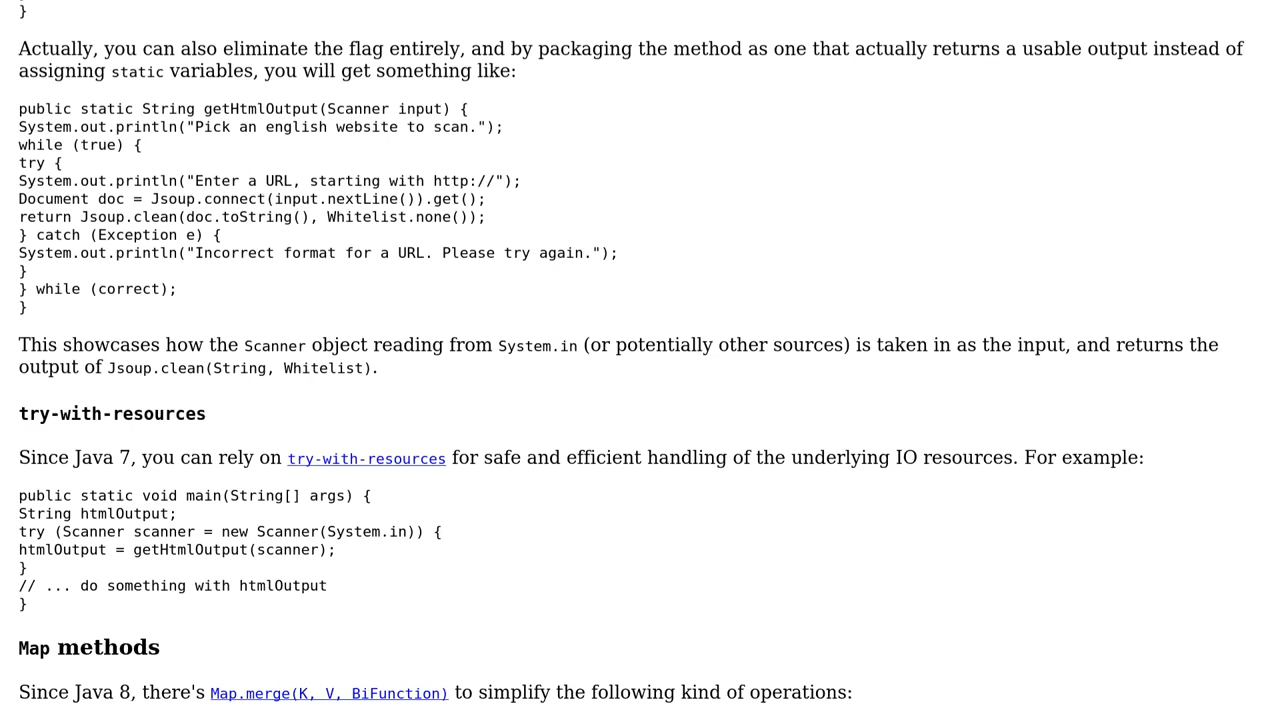 }
Actually, you can also eliminate the flag entirely, and by packaging the method as one that actually returns a usable output instead of
assigning static variables, you will get something like:
public static String getHtmlOutput(Scanner input) {
System.out.println("Pick an english website to scan.");
while (true) {
try {
System.out.println("Enter a URL, starting with http://");
Document doc = Jsoup.connect(input.nextLine()).get();
return Jsoup.clean(doc.toString(), Whitelist.none());
} catch (Exception e) {
System.out.println("Incorrect format for a URL. Please try again.");
}
} while (correct);
}
This showcases how the Scanner object reading from System.in (or potentially other sources) is taken in as the input, and returns the
output of Jsoup.clean(String, Whitelist).
try-with-resources
Since Java 7, you can rely on try-with-resources for safe and efficient handling of the underlying IO resources. For example:
public static void main(String[] args) {
String htmlOutput;
try (Scanner scanner = new Scanner(System.in)) {
htmlOutput = getHtmlOutput(scanner);
}
// ... do something with htmlOutput
}
Map methods
Since Java 8, there's Map.merge(K, V, BiFunction) to simplify the following kind of operations: